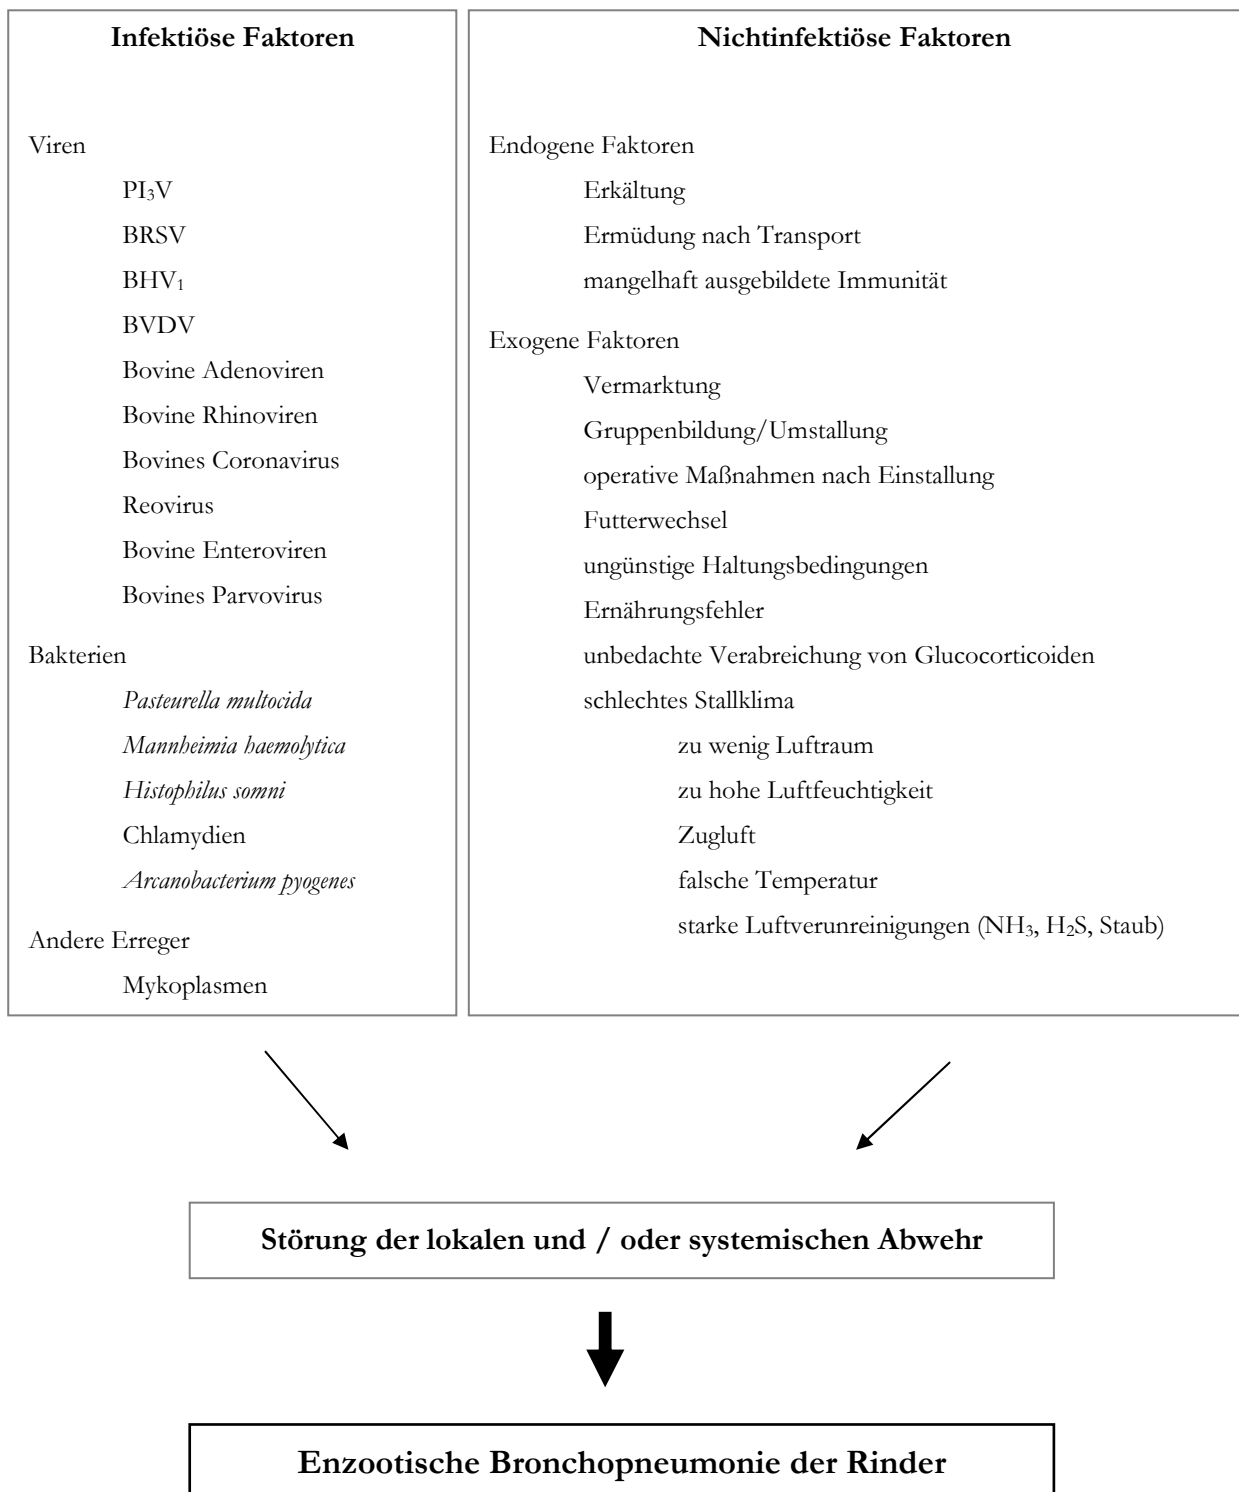 Infektiöse Faktoren
Viren
PI₃V
BRSV
BHV₁
BVDV
Bovine Adenoviren
Bovine Rhinoviren
Bovines Coronavirus
Reovirus
Bovine Enteroviren
Bovines Parvovirus
Bakterien
Pasteurella multocida
Mannheimia haemolytica
Histophilus somni
Chlamydien
Arcanobacterium pyogenes
Andere Erreger
Mykoplasmen
Nichtinfektiöse Faktoren
Endogene Faktoren
Erkältung
Ermüdung nach Transport
mangelhaft ausgebildete Immunität
Exogene Faktoren
Vermarktung
Gruppenbildung/Umstallung
operative Maßnahmen nach Einstallung
Futterwechsel
ungünstige Haltungsbedingungen
Ernährungsfehler
unbedachte Verabreichung von Glucocorticoiden
schlechtes Stallklima
zu wenig Luftraum
zu hohe Luftfeuchtigkeit
Zugluft
falsche Temperatur
starke Luftverunreinigungen (NH₃, H₂S, Staub)
Störung der lokalen und / oder systemischen Abwehr
Enzootische Bronchopneumonie der Rinder